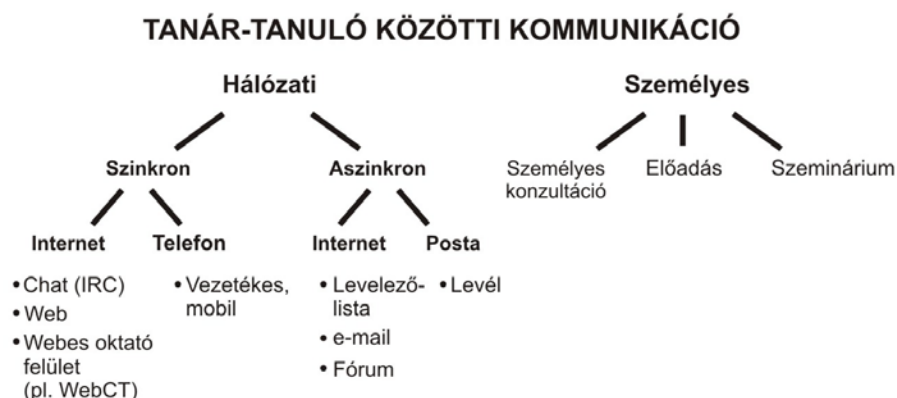 TANÁR-TANULÓ KÖZÖTTI KOMMUNIKÁCIÓ
Hálózati
Személyes
Szinkron
Aszinkron
Személyes
konzultáció
Előadás
Szeminárium
Internet
Telefon
Internet
Posta
• Chat (IRC)
• Web
• Webes oktató
felület
(pl. WebCT)
• Vezetékes,
mobil
• Levelező-
lista
• e-mail
• Fórum
• Levél